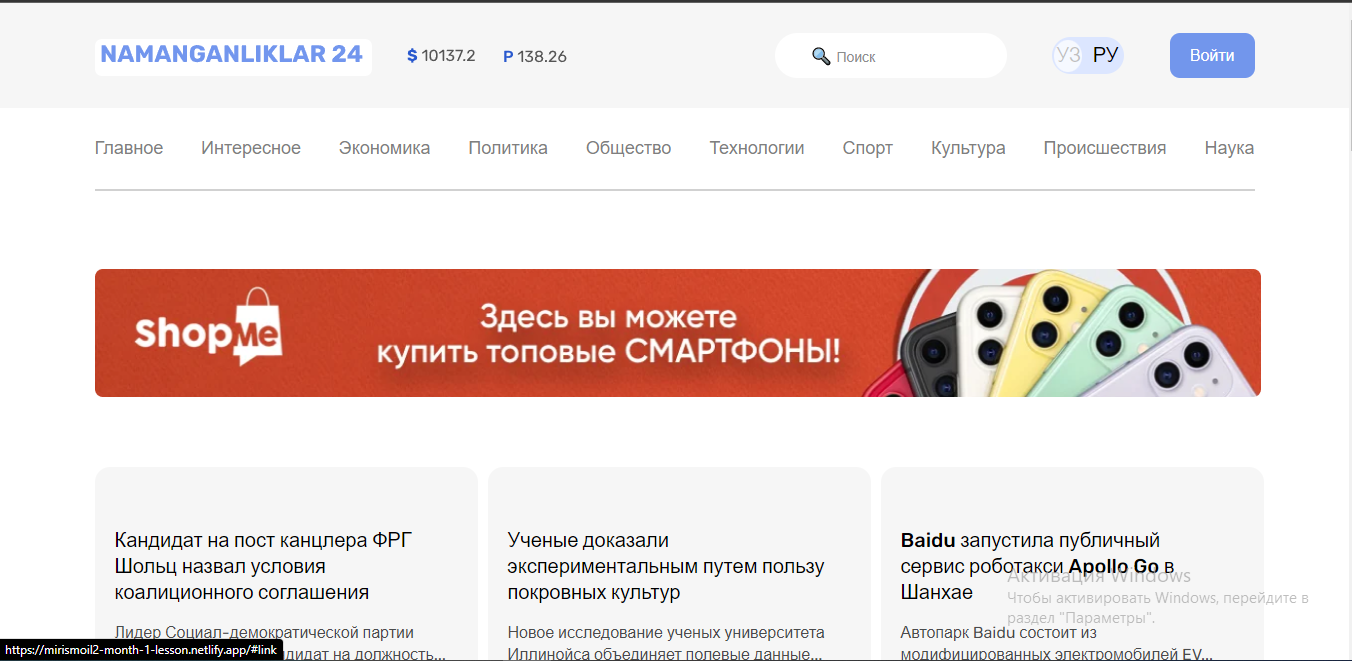 NAMANGANLIKLAR 24
$ 10137.2
P 138.26
Поиск
УЗ РУ
Войти
Главное Интересное Экономика Политика Общество Технологии Спорт Культура Происшествия Наука
ShopMe
Здесь вы можете
купить топовые СМАРТФОНЫ!
Кандидат на пост канцлера ФРГ
Шольц назвал условия
коалиционного соглашения
Лидер Социал-демократической партии
дидат на должность...
Ученые доказали
экспериментальным путем пользу
покровных культур
Новое исследование ученых университета
Иллинойса объединяет полевые данные...
Baidu запустила публичный
сервис роботакси Apollo Go в
Шанхае
Автопарк Baidu состоит из
модифицированных электромобилей EV...
Активация Windows
Чтобы активировать Windows, перейдите в
раздел "Параметры".
https://mirismoil2-month-1-lesson.netlify.app/#link